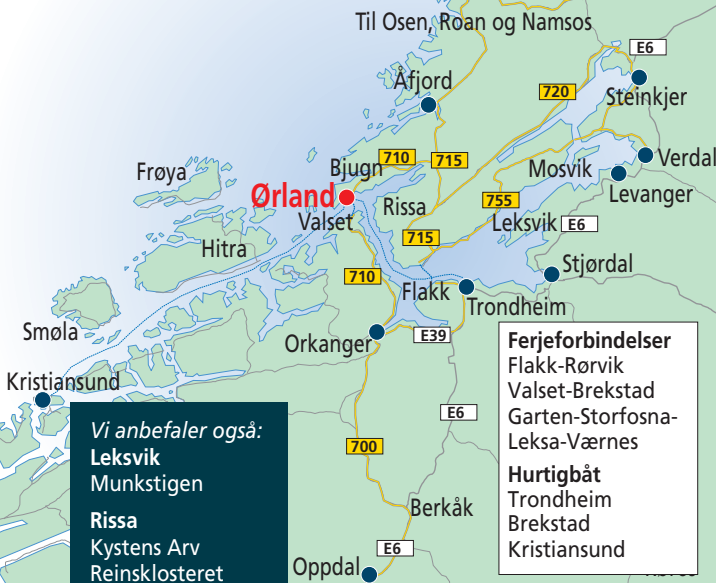 Til Osen, Roan og Namsos
E6
Åfjord
720
Steinkjer
Bjugn
710
715
Mosvik
Verdal
Frøya
Ørland
Rissa
755
Levanger
Valset
Leksvik
E6
715
Hitra
Stjørdal
710
Flakk
Trondheim
Smøla
Orkanger
E39
Kristiansund
E6
700
Berkåk
E6
Oppdal
Vi anbefaler også:
Leksvik
Munkstigen
Rissa
Kystens Arv
Reinsklosteret
Ferjeforbindelser
Flakk-Rørvik
Valset-Brekstad
Garten-Storfosna-
Leksa-Værnes
Hurtigbåt
Trondheim
Brekstad
Kristiansund